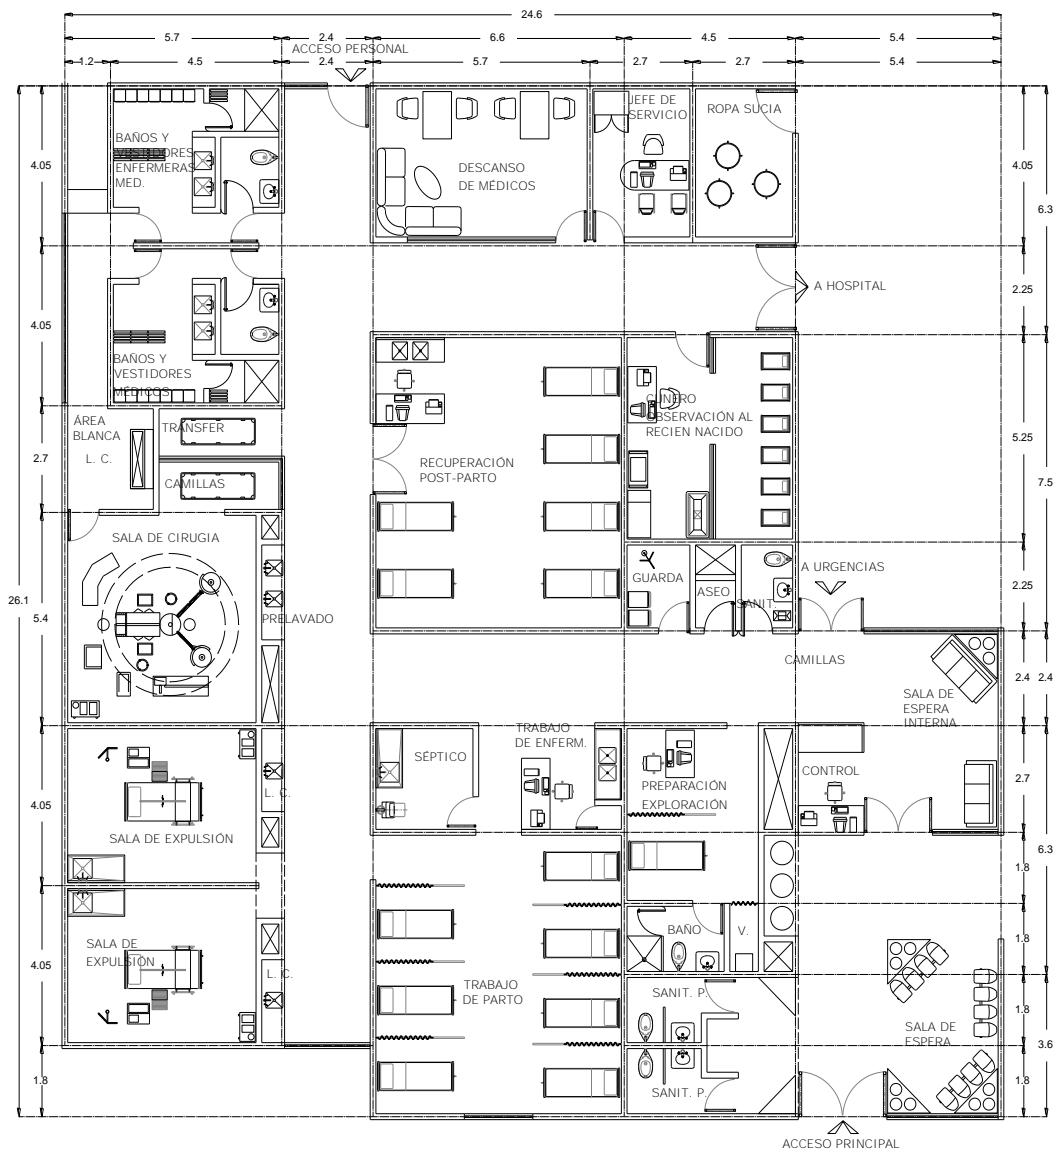 24.6
5.7
2.4
6.6
4.5
5.4
ACCESO PERSONAL
1.2
4.5
2.4
5.7
2.7
2.7
5.4
JEFE DE
SERVICIO
ROPA SUCIA
BAÑOS Y
VESTIDORES
ENFERMERAS
MED.
DESCANSO
DE MÉDICOS
4.05
4.05
6.3
A HOSPITAL
2.25
4.05
BAÑOS Y
VESTIDORES
MÉDICOS
CUNERO
OBSERVACIÓN AL
RECIEN NACIDO
ÁREA
BLANCA
L. C.
TRANSFER
CAMILLAS
RECUPERACIÓN
POST-PARTO
5.25
2.7
7.5
SALA DE CIRUGIA
A URGENCIAS
GUARDA
ASEO
SANIT.
2.25
26.1
5.4
PRELAVADO
CAMILLAS
2.4
2.4
SALA DE
ESPERA
INTERNA
TRABAJO
DE ENFERM.
SÉPTICO
CONTROL
PREPARACIÓN
EXPLORACIÓN
2.7
4.05
L. C.
SALA DE EXPULSIÓN
6.3
1.8
BAÑO
V.
1.8
SALA DE
EXPULSIÓN
L. C.
4.05
TRABAJO
DE PARTO
SANIT. P.
1.8
SALA DE
ESPERA
3.6
1.8
1.8
SANIT. P.
ACCESO PRINCIPAL